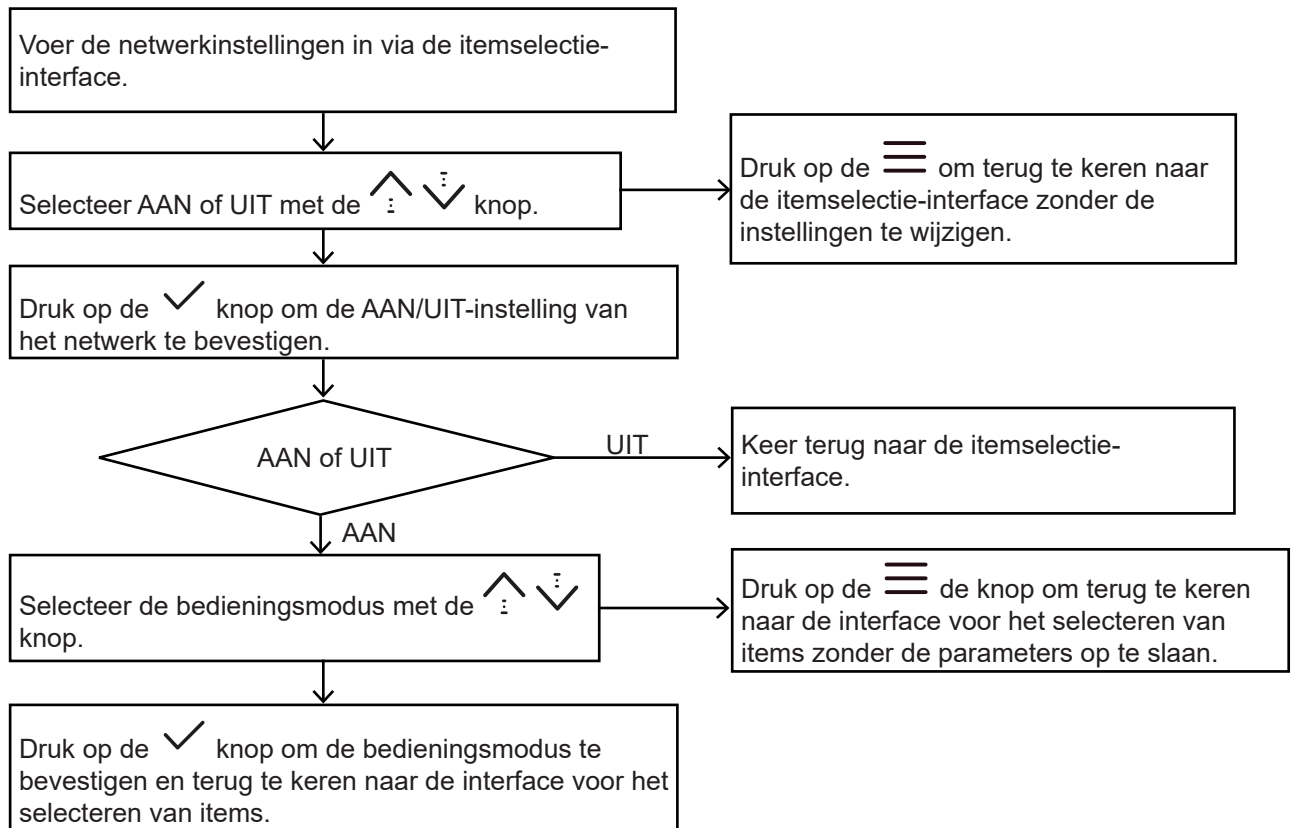 Voer de netwerkinstellingen in via de itemselectie-
interface.
Selecteer AAN of UIT met de knop.
Druk op de om terug te keren naar
de itemselectie-interface zonder de
instellingen te wijzigen.
Druk op de knop om de AAN/UIT-instelling van
het netwerk te bevestigen.
AAN of UIT
UIT
Keer terug naar de itemselectie-
interface.
AAN
Selecteer de bedieningsmodus met de
knop.
Druk op de de knop om terug te keren
naar de interface voor het selecteren van
items zonder de parameters op te slaan.
Druk op de knop om de bedieningsmodus te
bevestigen en terug te keren naar de interface voor het
selecteren van items.